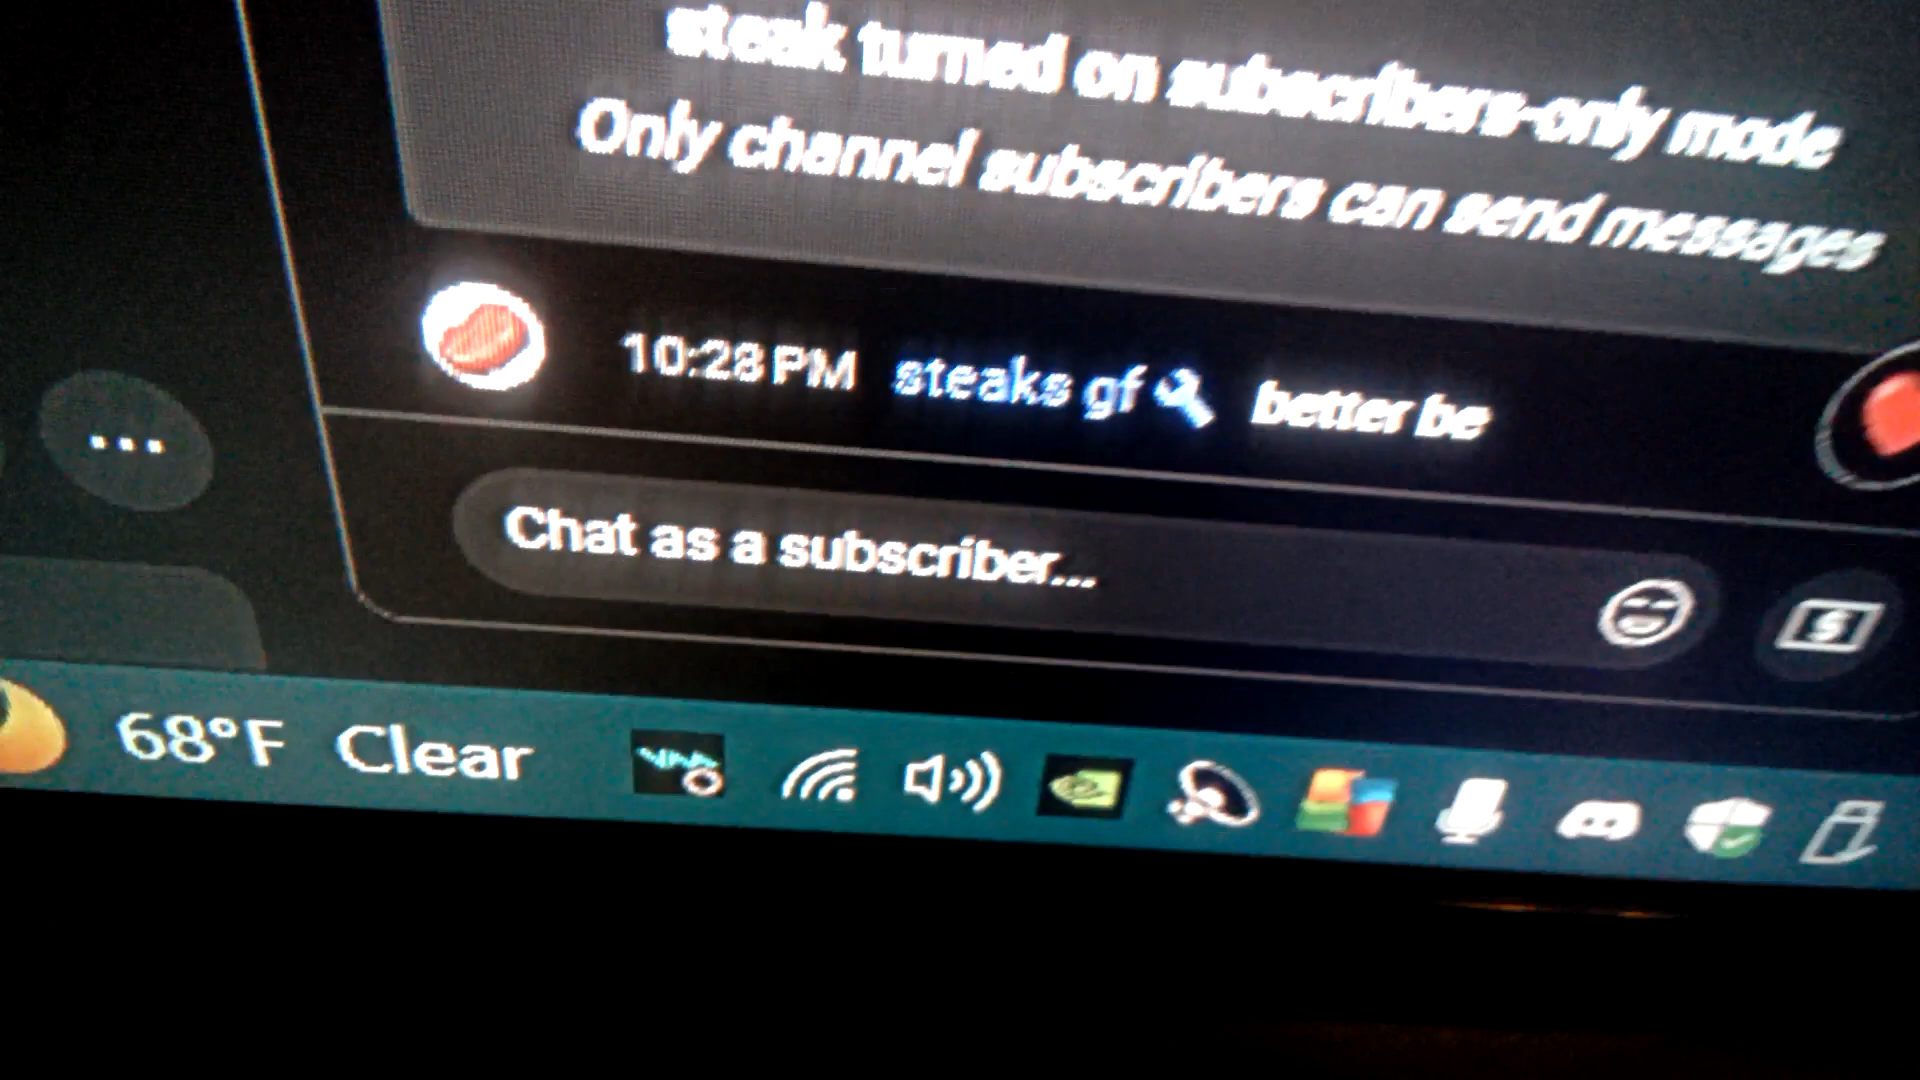 steak turned on subscribers-only mode
Only channel subscribers can send messages
10:28 PM steaks gf better be
Chat as a subscriber...
68°F Clear